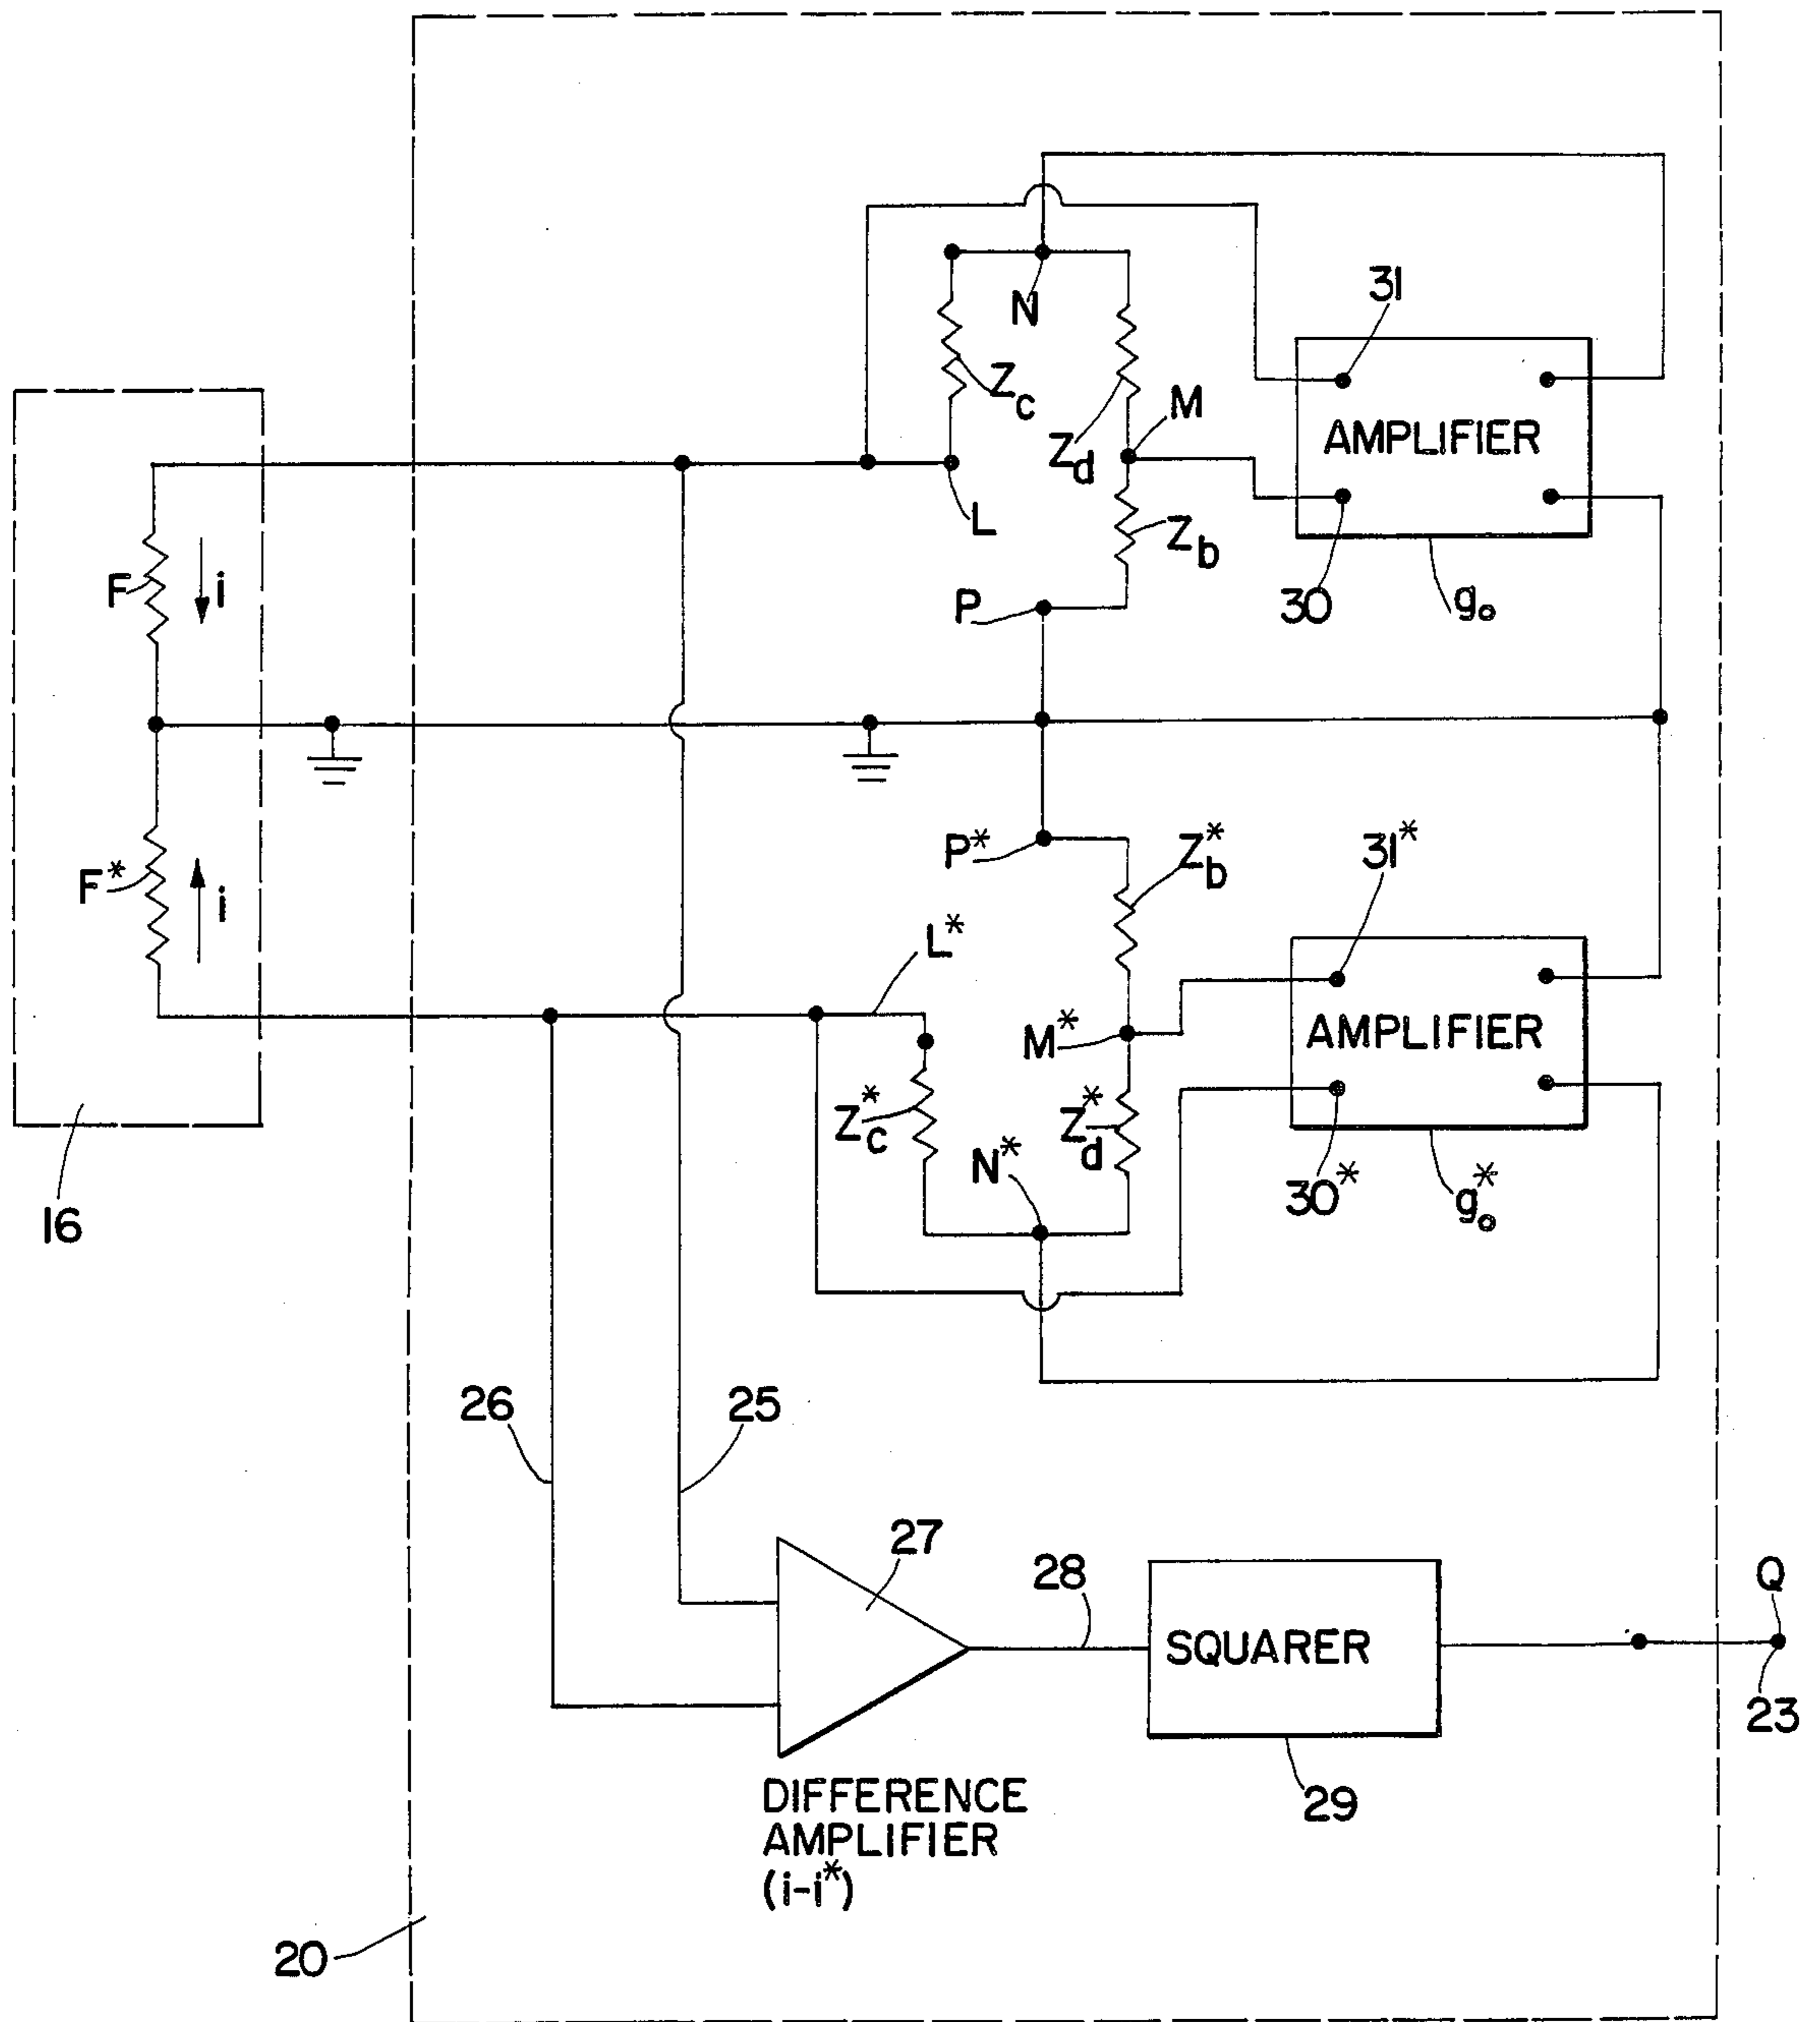 31
N
Zc
M
Zd
AMPLIFIER
L
Zb
F
i
P
30
go
P*
Zb*
31*
F*
i
L*
AMPLIFIER
M*
Zc*
Zd*
N*
30*
go*
16
26
25
27
28
Q
SQUARER
23
DIFFERENCE
AMPLIFIER
(i-i*)
29
20